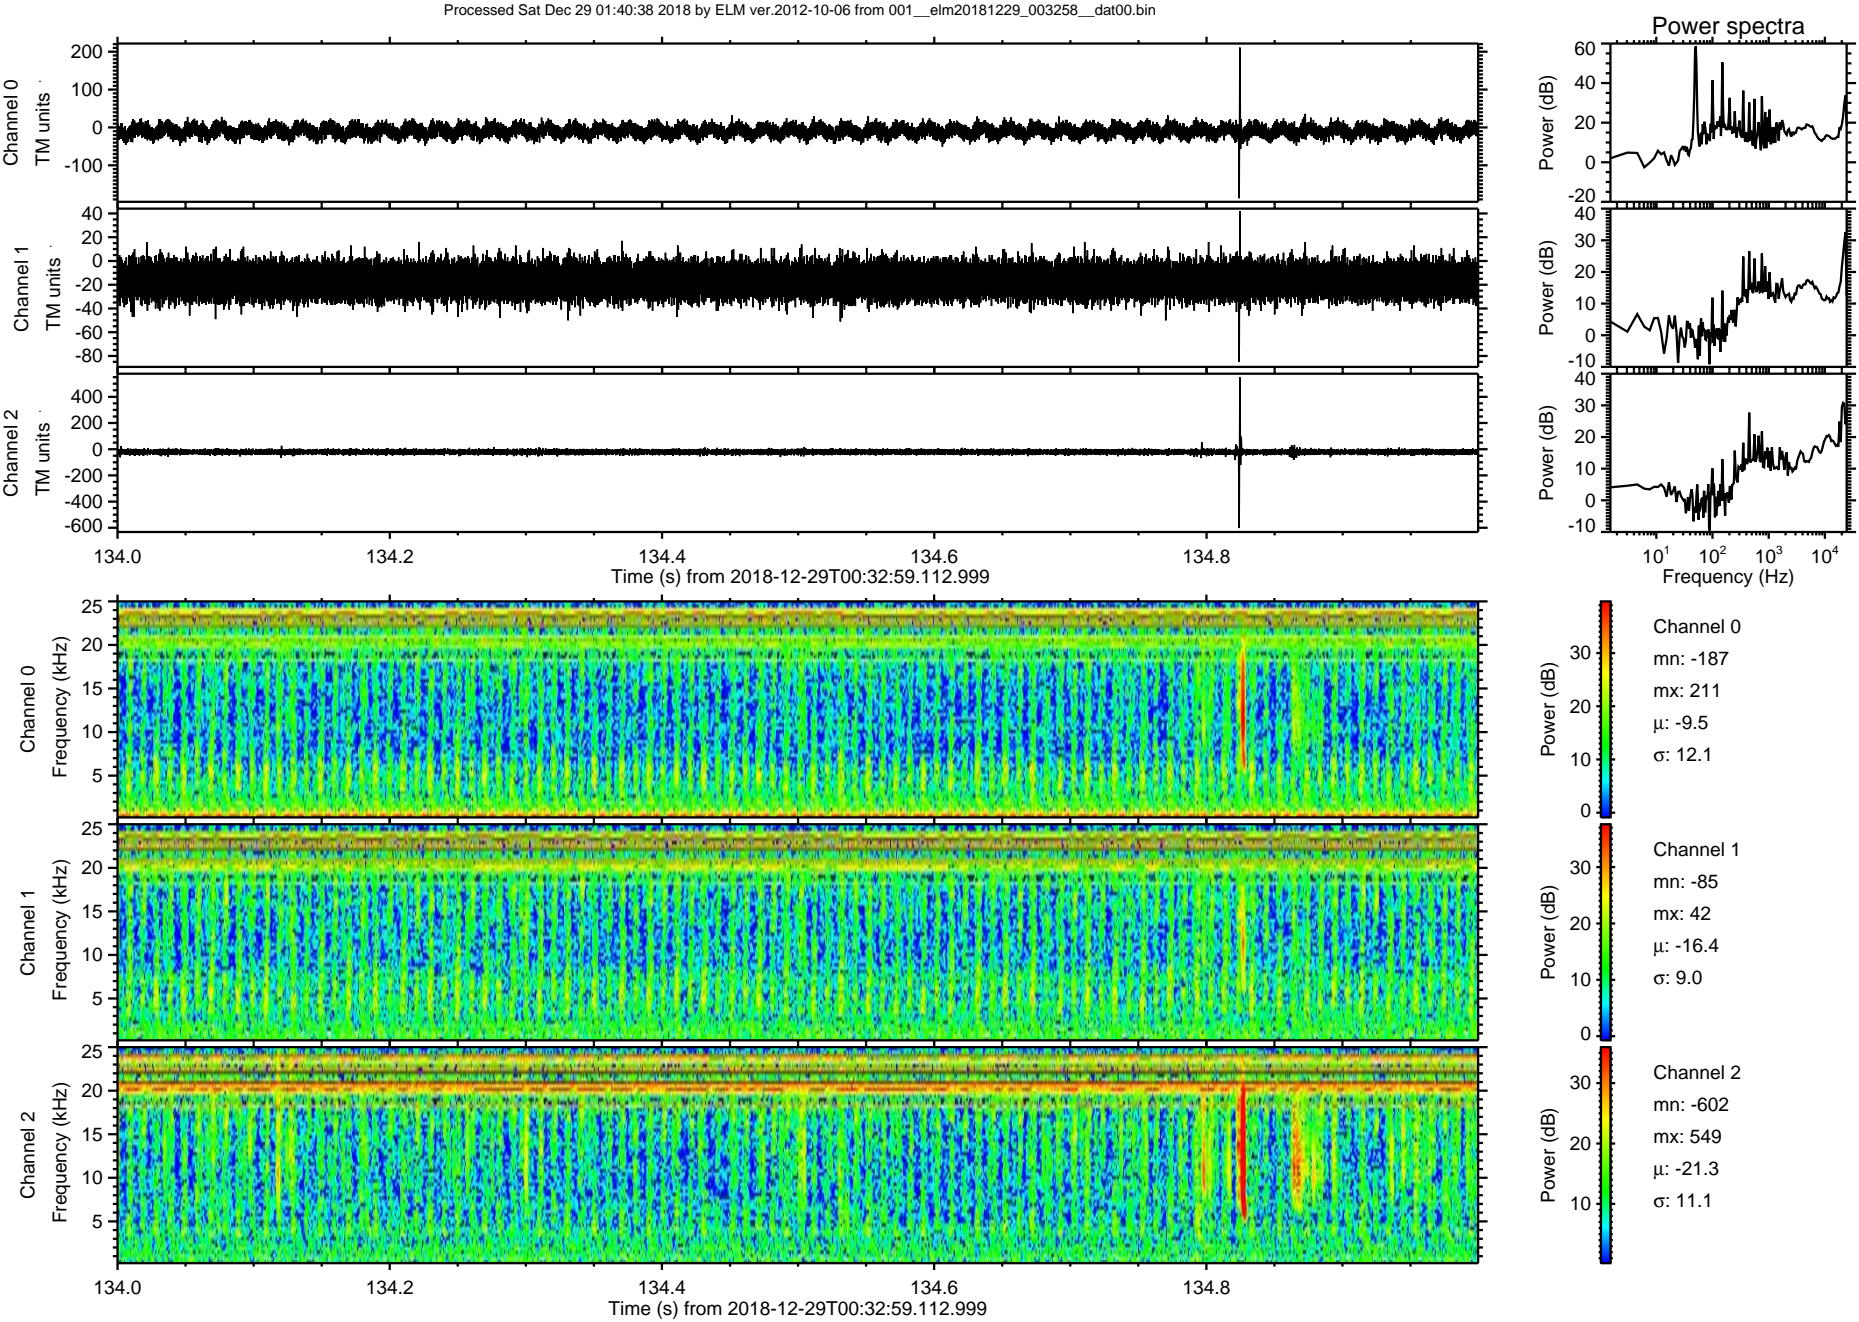 Processed Sat Dec 29 01:40:38 2018 by ELM ver.2012-10-06 from 001__elm20181229_003258__dat00.bin
Power spectra
Channel 0
TM units
200
100
0
-100
Power (dB)
60
40
20
0
-20
Channel 1
TM units
40
20
0
-20
-40
-60
-80
Power (dB)
40
30
20
10
0
-10
Channel 2
TM units
400
200
0
-200
-400
-600
Power (dB)
40
30
20
10
0
-10
134.0 134.2 134.4 134.6 134.8
Time (s) from 2018-12-29T00:32:59.112.999
10^1 10^2 10^3 10^4
Frequency (Hz)
Channel 0
Frequency (kHz)
25
20
15
10
5
Power (dB)
30
20
10
0
Channel 0
mn: -187
mx: 211
μ: -9.5
σ: 12.1
Channel 1
Frequency (kHz)
25
20
15
10
5
Power (dB)
30
20
10
0
Channel 1
mn: -85
mx: 42
μ: -16.4
σ: 9.0
Channel 2
Frequency (kHz)
25
20
15
10
5
Power (dB)
30
20
10
Channel 2
mn: -602
mx: 549
μ: -21.3
σ: 11.1
134.0 134.2 134.4 134.6 134.8
Time (s) from 2018-12-29T00:32:59.112.999